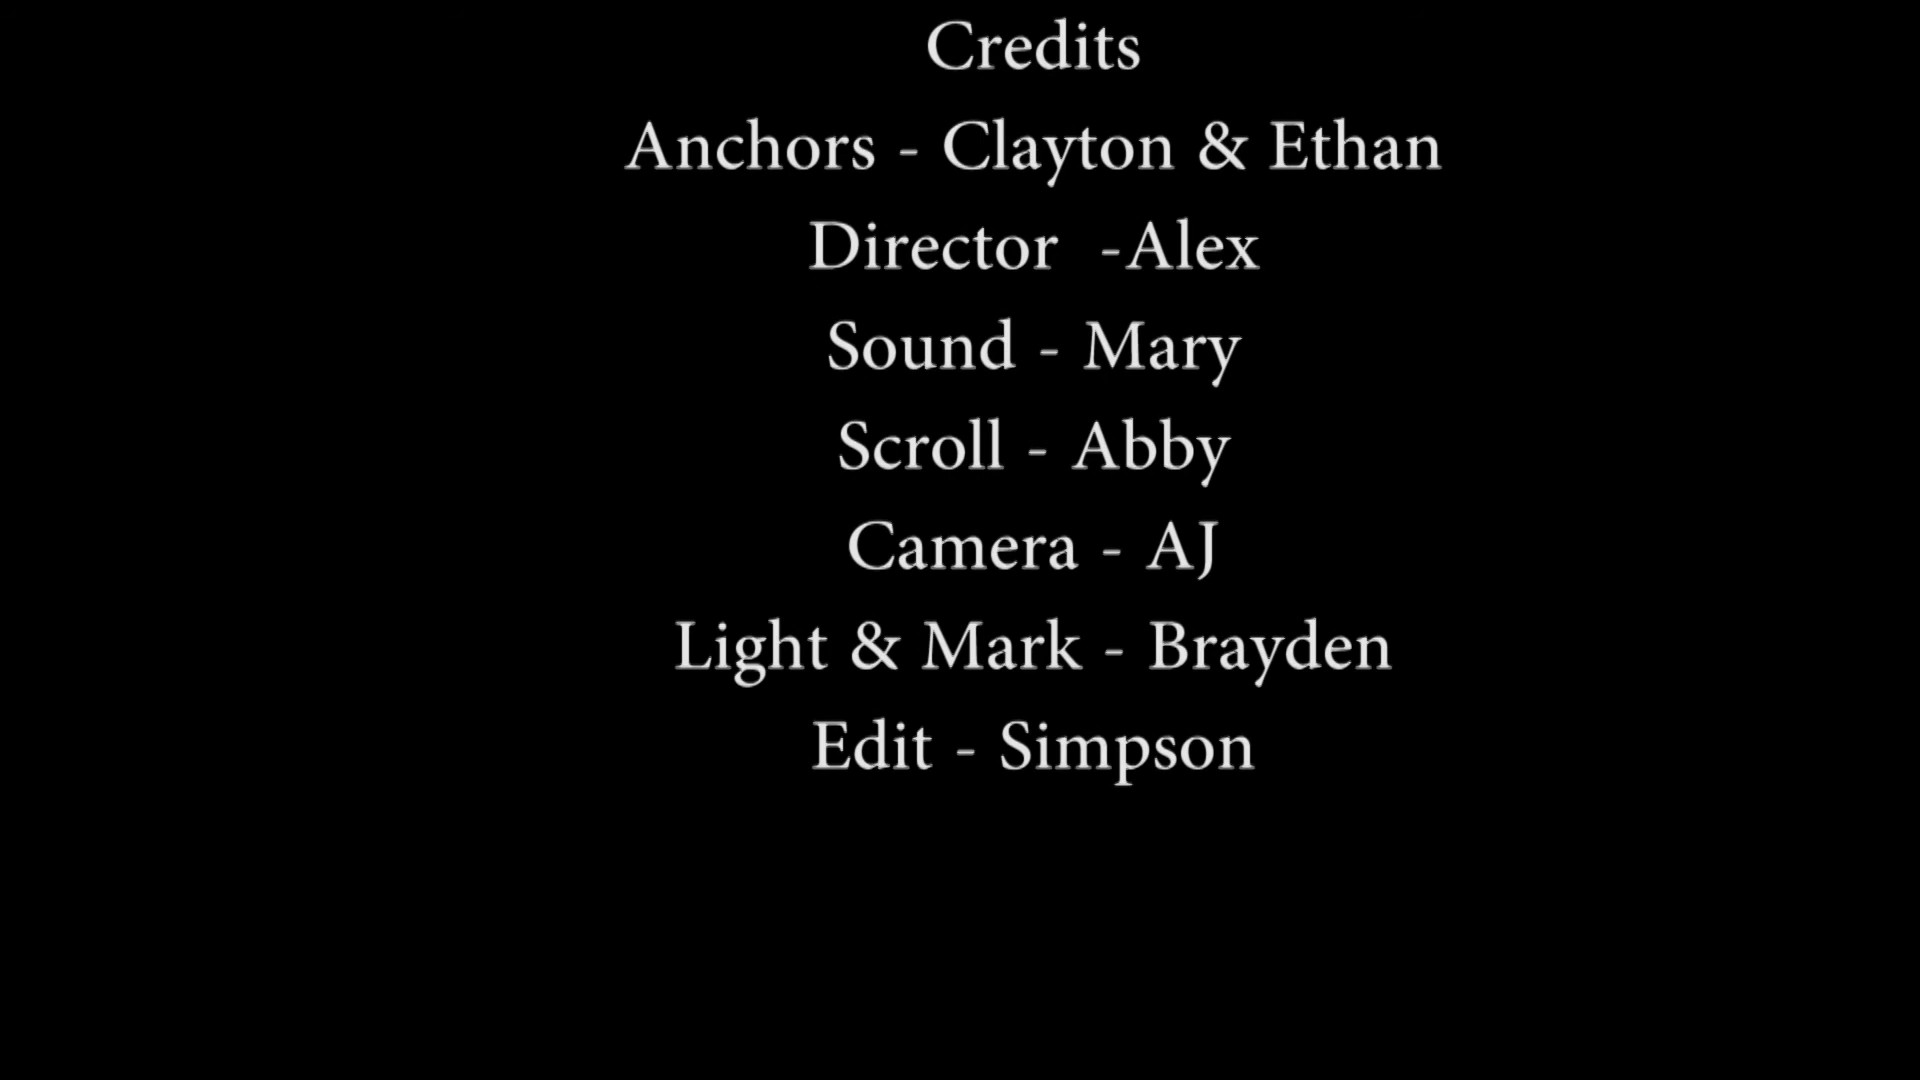 Credits
Anchors - Clayton & Ethan
Director  -Alex
Sound - Mary
Scroll - Abby
Camera - AJ
Light & Mark - Brayden
Edit - Simpson